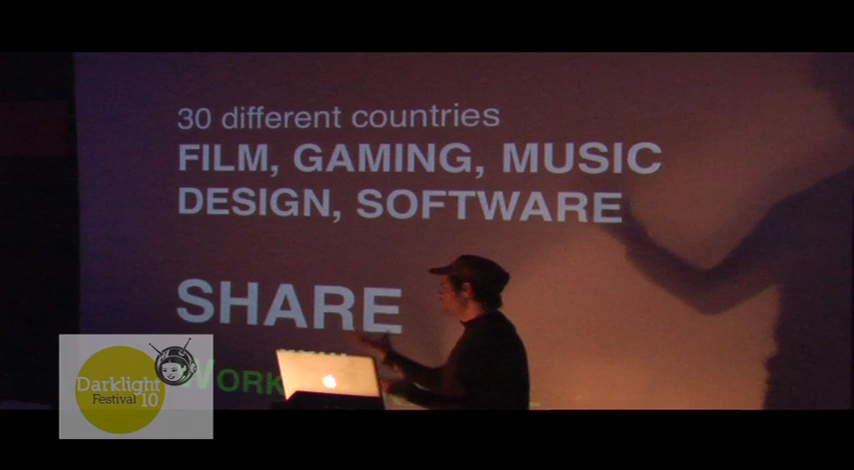 30 different countries
FILM, GAMING, MUSIC
DESIGN, SOFTWARE
SHARE
Darklight
Festival '10